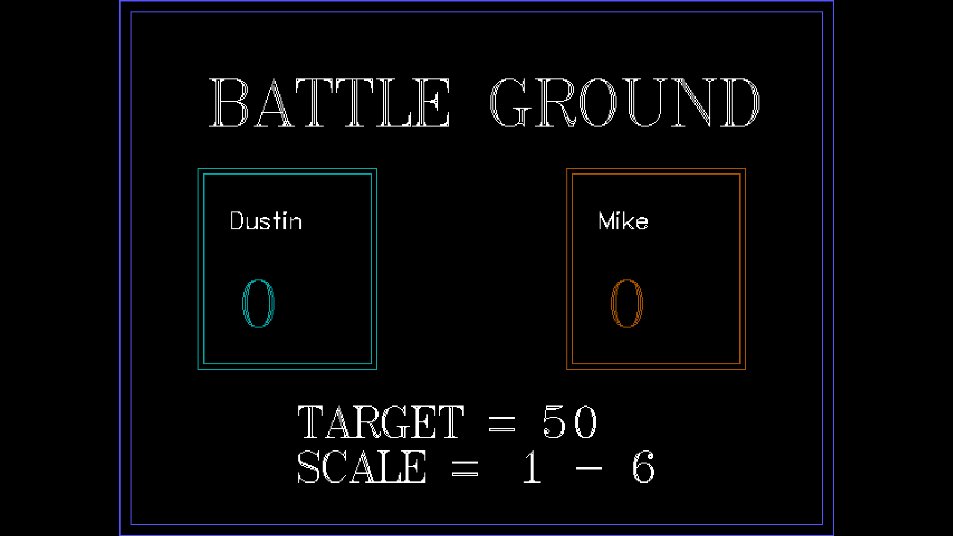 BATTLE GROUND
Dustin
Mike
0
0
TARGET = 50
SCALE = 1 - 6